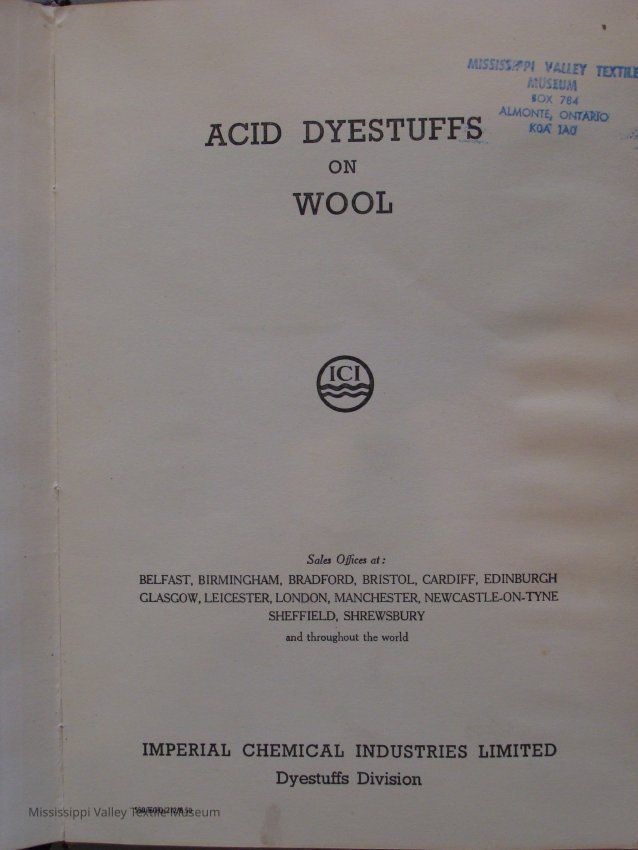 MISSISSIPPI VALLEY TEXTILE
MUSEUM
BOX 784
ALMONTE, ONTARIO
K0A 1A0
ACID DYESTUFFS
ON
WOOL
ICI
Sales Offices at:
BELFAST, BIRMINGHAM, BRADFORD, BRISTOL, CARDIFF, EDINBURGH
GLASGOW, LEICESTER, LONDON, MANCHESTER, NEWCASTLE-ON-TYNE
SHEFFIELD, SHREWSBURY
and throughout the world
IMPERIAL CHEMICAL INDUSTRIES LIMITED
Dyestuffs Division
Mississippi Valley Textile Museum